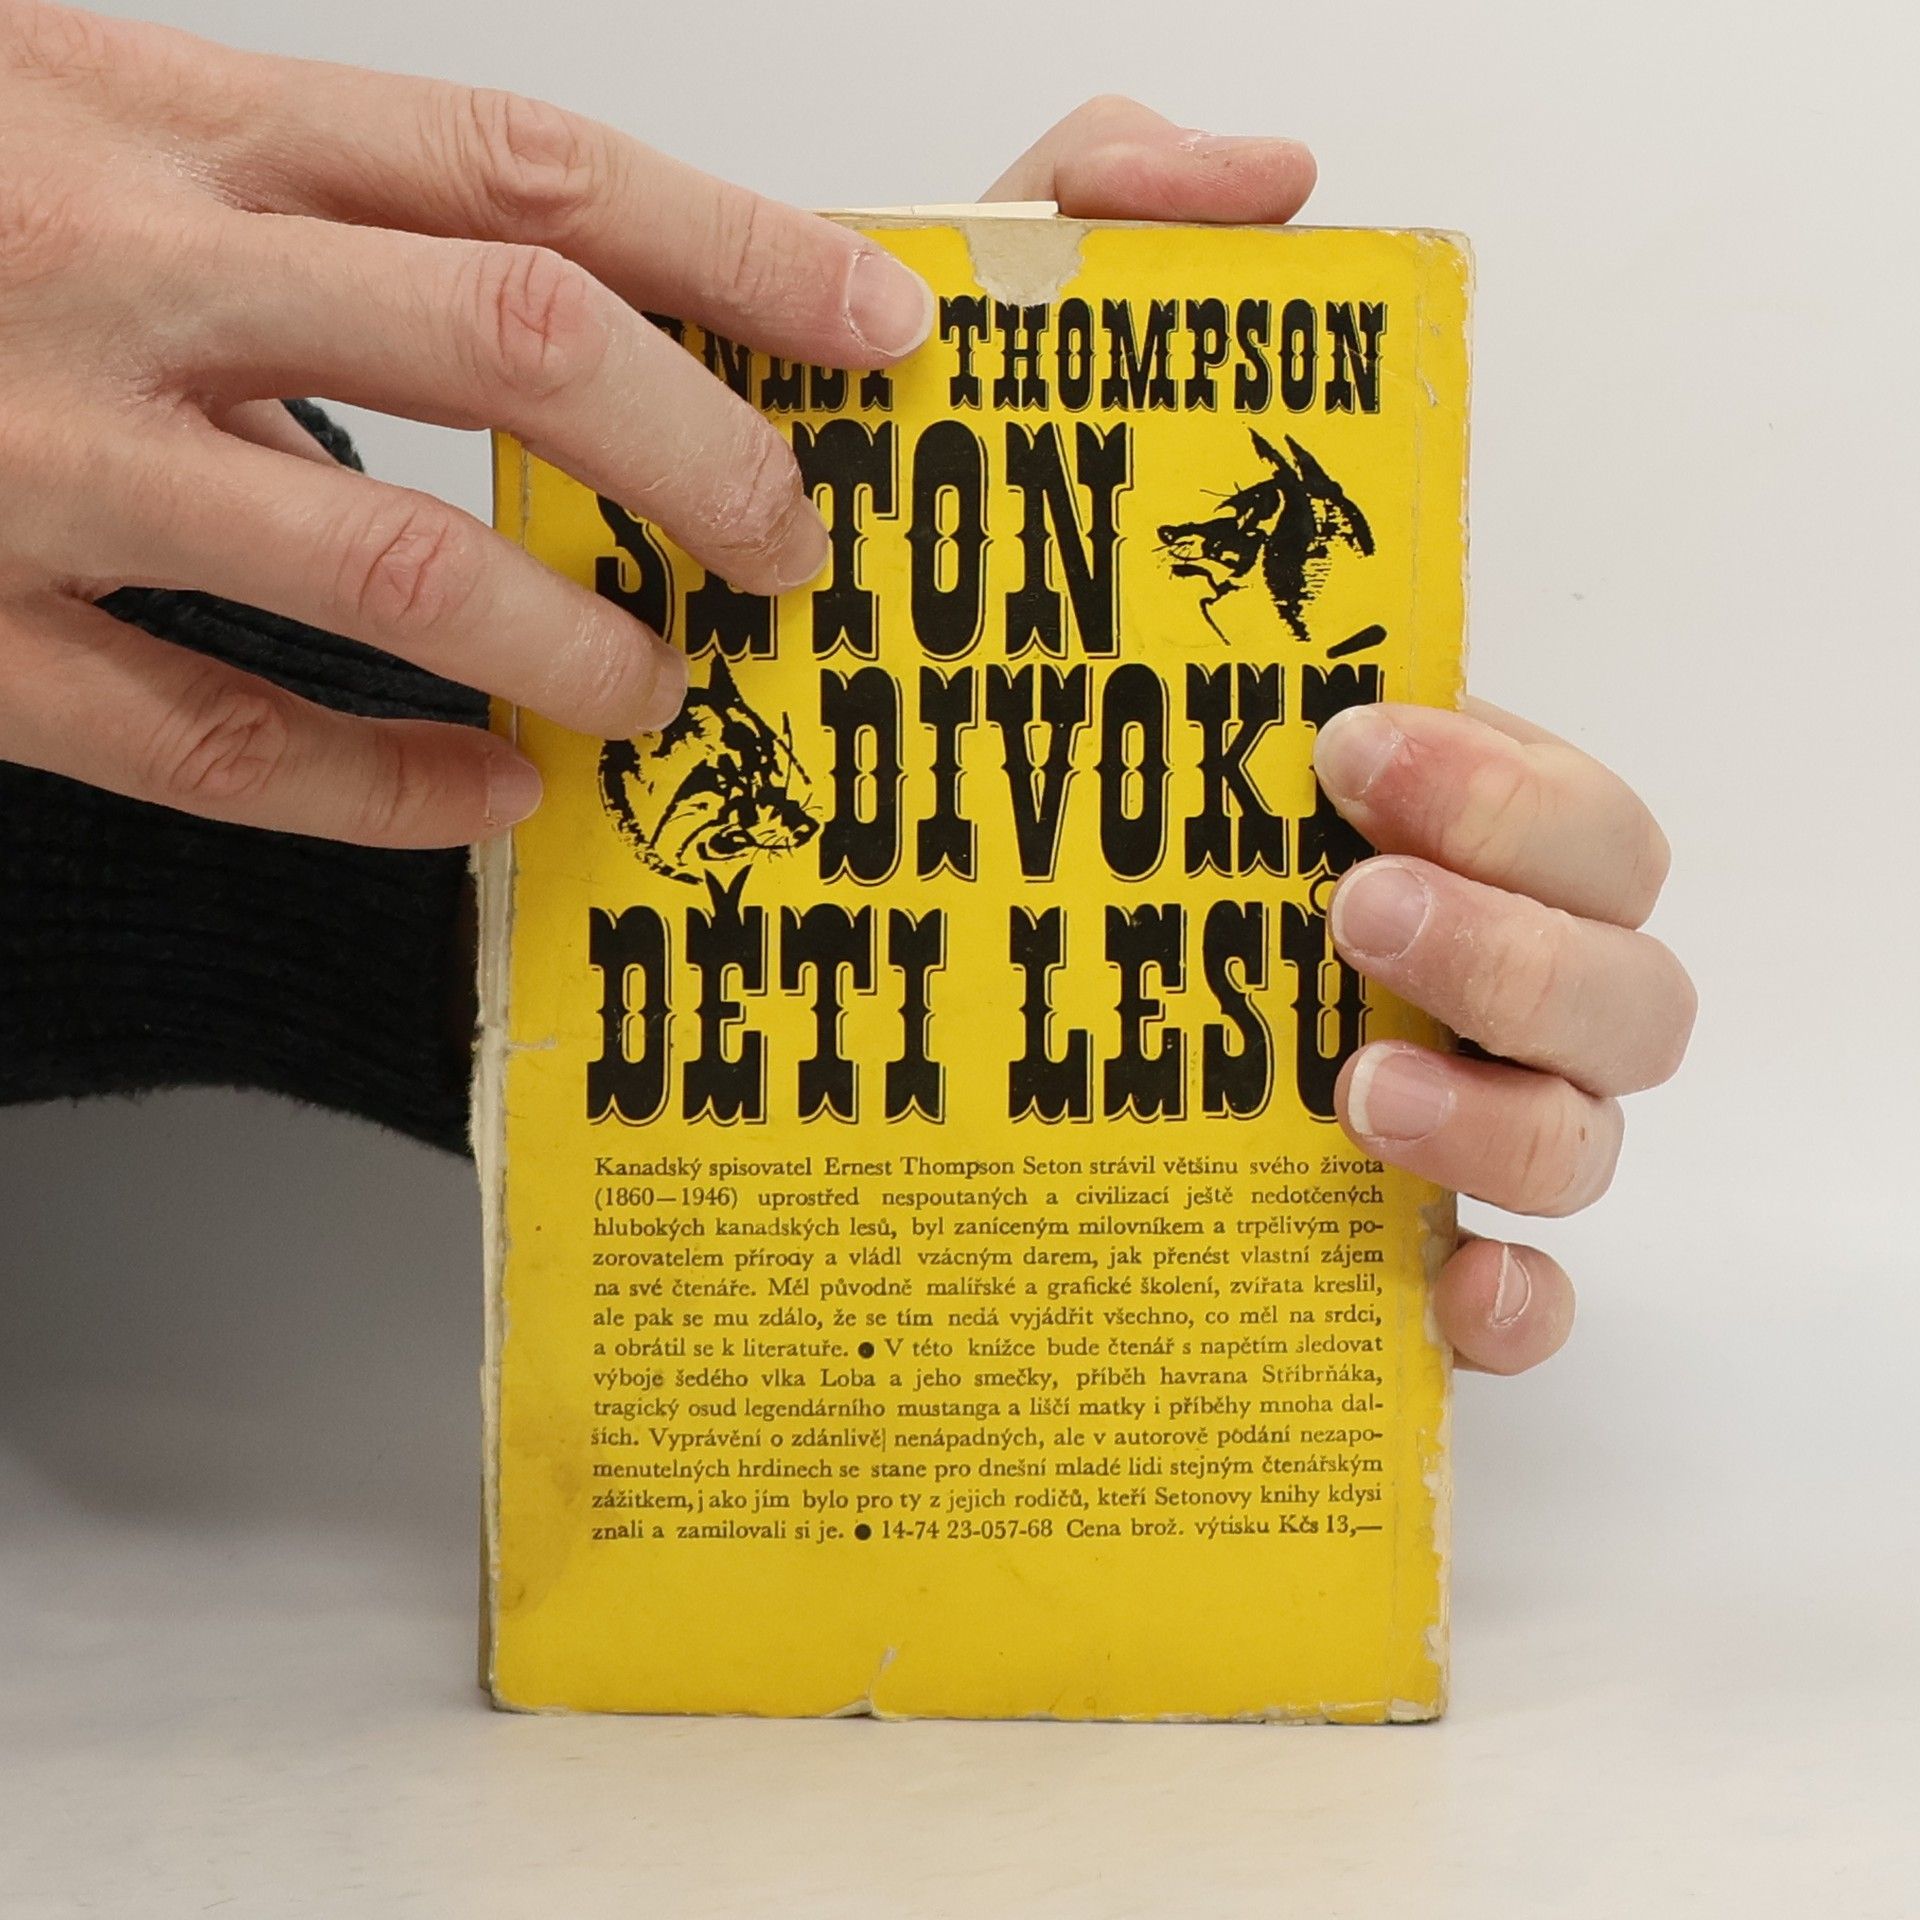 THOMPSON
SETON
DIVOKÉ
DĚTI LESŮ
Kanadský spisovatel Ernest Thompson Seton strávil většinu svého života
(1860—1946) uprostřed nespoutaných a civilizací ještě nedotčených
hlubokých kanadských lesů, byl zaníceným milovníkem a trpělivým po-
zorovatelem přírody a vládl vzácným darem, jak přenést vlastní zájem
na své čtenáře. Měl původně malířské a grafické školení, zvířata kreslil,
ale pak se mu zdálo, že se tím nedá vyjádřit všechno, co měl na srdci,
a obrátil se k literatuře. ● V této knížce bude čtenář s napětím sledovat
výboje šedého vlka Loba a jeho smečky, příběh havrana Stříbrňáka,
tragický osud legendárního mustanga a liščí matky i příběhy mnoha dal-
ších. Vyprávění o zdánlivě nenápadných, ale v autorově podání nezapo-
menutelných hrdinech se stane pro dnešní mladé lidi stejným čtenářským
zážitkem, jako jím bylo pro ty z jejich rodičů, kteří Setonovy knihy kdysi
znali a zamilovali si je. ● 14-74 23-057-68 Cena brož. výtisku Kčs 13,—